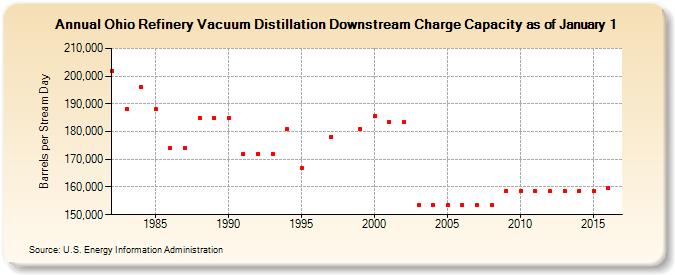 Annual Ohio Refinery Vacuum Distillation Downstream Charge Capacity as of January 1
Barrels per Stream Day
210,000
200,000
190,000
180,000
170,000
160,000
150,000
1985 1990 1995 2000 2005 2010 2015
Source: U.S. Energy Information Administration